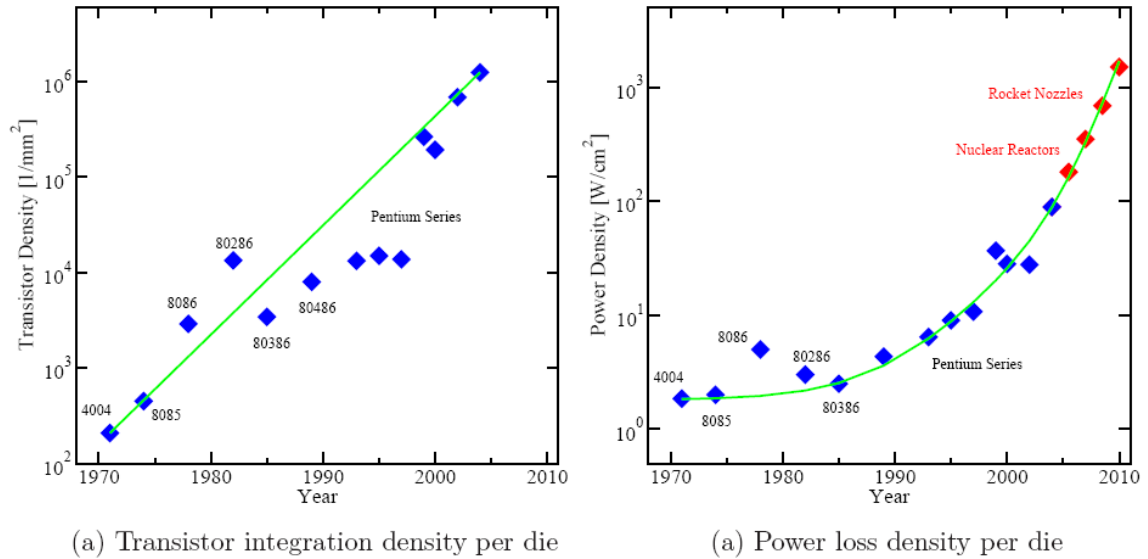 Transistor Density [1/mm²]
10⁶
10⁵
10⁴
10³
10²
4004
8085
8086
80286
80386
80486
Pentium Series
1970 1980 1990 2000 2010
Year
(a) Transistor integration density per die
Power Density [W/cm²]
10³
10²
10¹
10⁰
Rocket Nozzles
Nuclear Reactors
4004
8085
8086
80286
80386
Pentium Series
1970 1980 1990 2000 2010
Year
(a) Power loss density per die